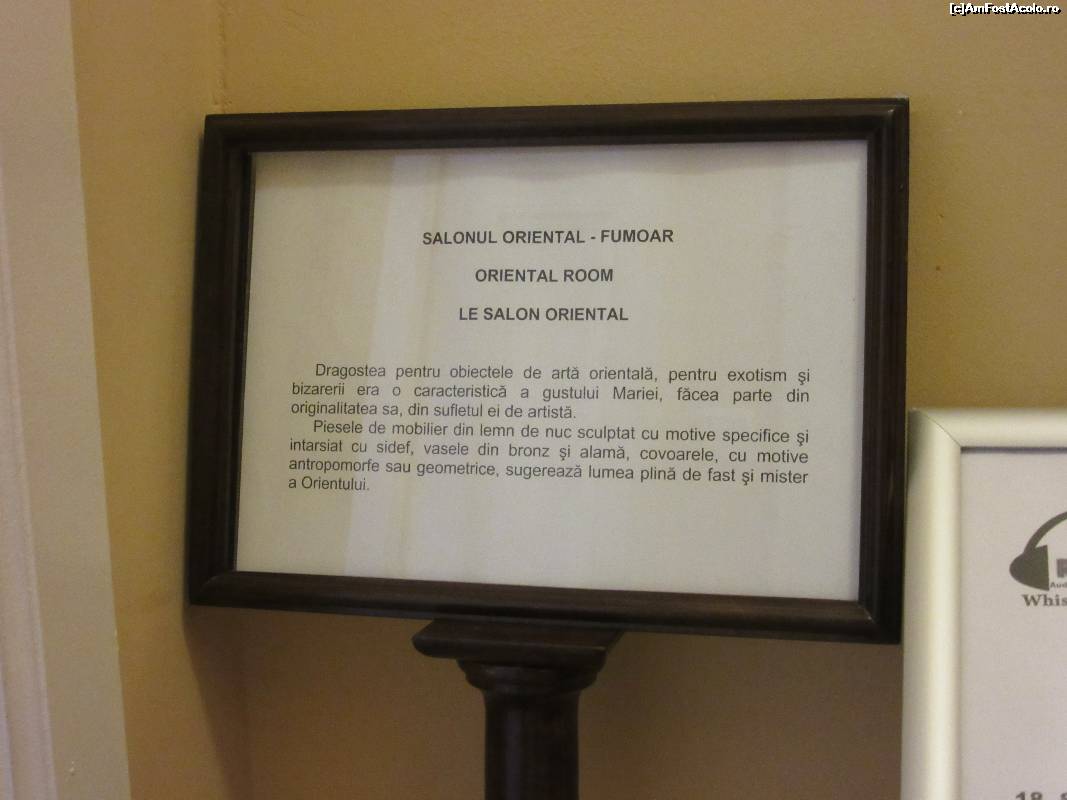 [c]AmFostAcolo.ro
SALONUL ORIENTAL - FUMOAR
ORIENTAL ROOM
LE SALON ORIENTAL
Dragostea pentru obiectele de artă orientală, pentru exotism şi
bizarerii era o caracteristică a gustului Mariei, făcea parte din
originalitatea sa, din sufletul ei de artistă.
Piesele de mobilier din lemn de nuc sculptat cu motive specifice şi
intarsiat cu sidef, vasele din bronz şi alamă, covoarele, cu motive
antropomorfe sau geometrice, sugerează lumea plină de fast şi mister
a Orientului.